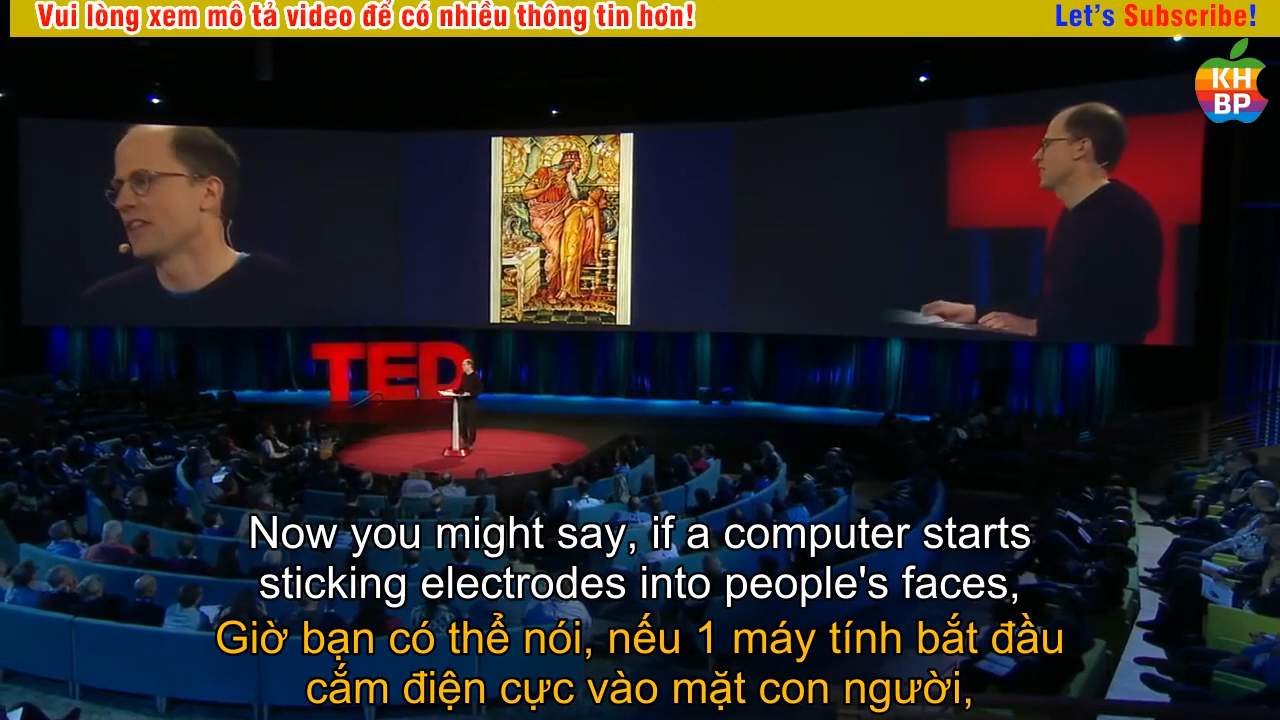 Vui lòng xem mô tả video để có nhiều thông tin hơn!
Let's Subscribe!
KH
BP
TED
Now you might say, if a computer starts
sticking electrodes into people's faces,
Giờ bạn có thể nói, nếu 1 máy tính bắt đầu
cắm điện cực vào mặt con người,